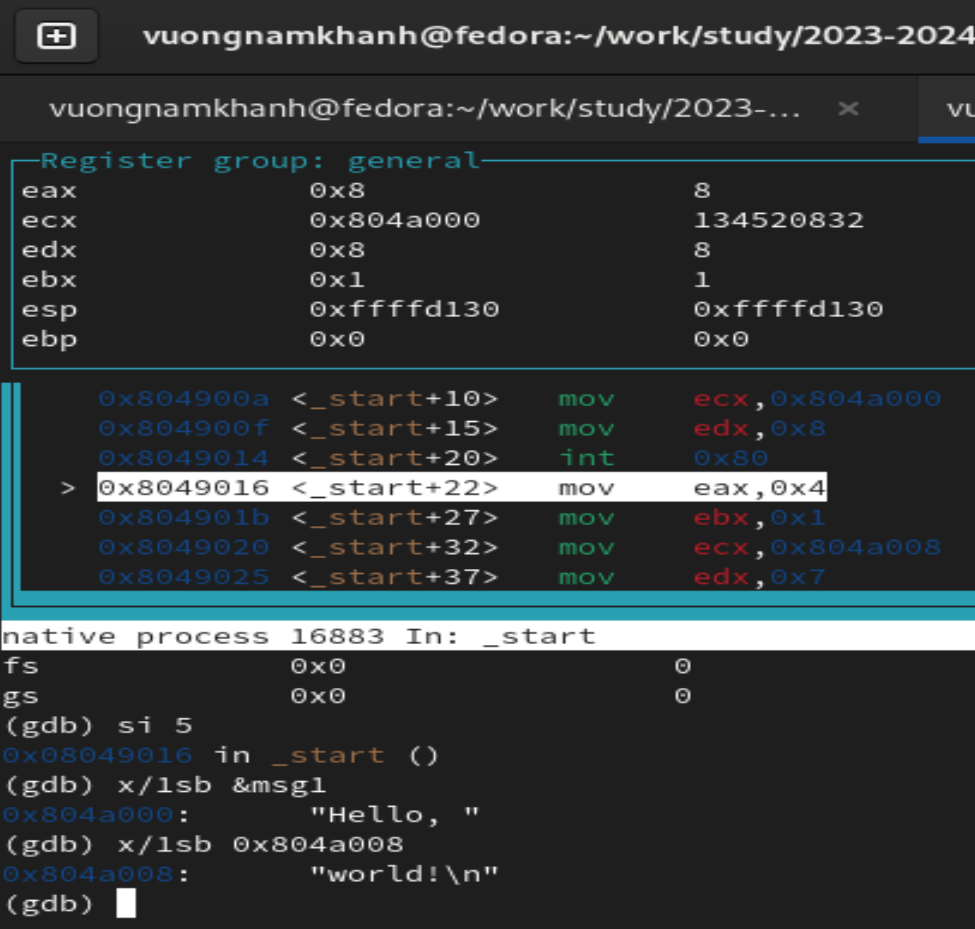 vuongnamkhanh@fedora:~/work/study/2023-2024
vuongnamkhanh@fedora:~/work/study/2023-... × vu
Register group: general
eax 0x8 8
ecx 0x804a000 134520832
edx 0x8 8
ebx 0x1 1
esp 0xffffd130 0xffffd130
ebp 0x0 0x0
0x804900a <_start+10> mov ecx,0x804a000
0x804900f <_start+15> mov edx,0x8
0x8049014 <_start+20> int 0x80
> 0x8049016 <_start+22> mov eax,0x4
0x804901b <_start+27> mov ebx,0x1
0x8049020 <_start+32> mov ecx,0x804a008
0x8049025 <_start+37> mov edx,0x7
native process 16883 In: _start
fs 0x0 0
gs 0x0 0
(gdb) si 5
0x08049016 in _start ()
(gdb) x/1sb &msg1
0x804a000: "Hello, "
(gdb) x/1sb 0x804a008
0x804a008: "world!\n"
(gdb)